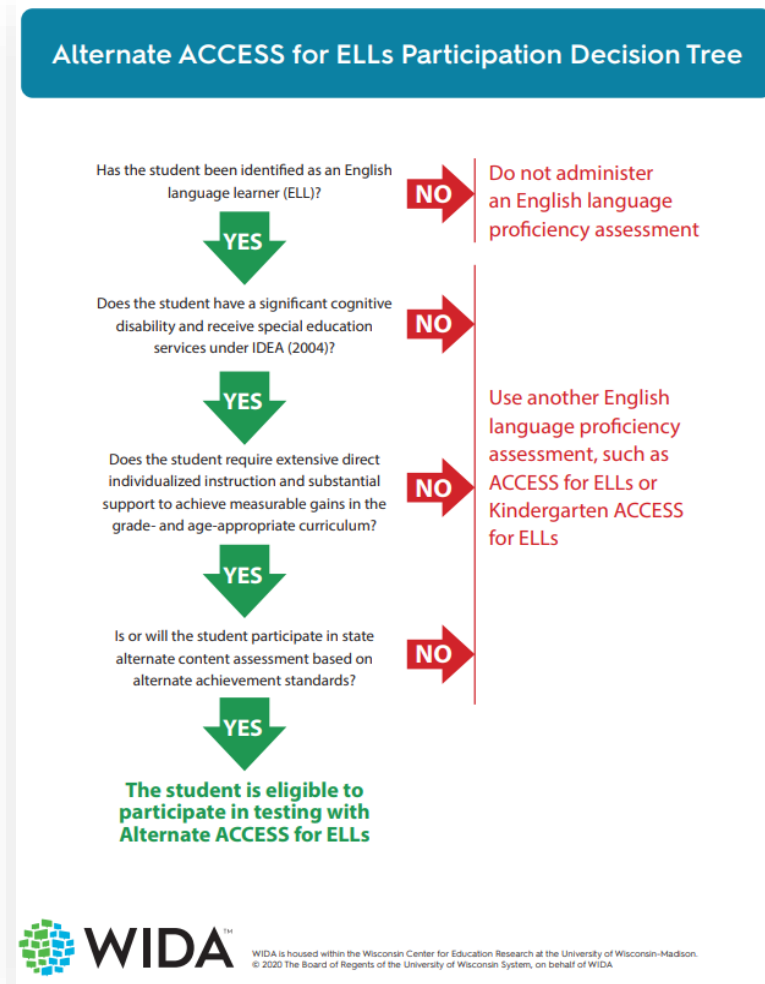 Alternate ACCESS for ELLs Participation Decision Tree
Has the student been identified as an English
language learner (ELL)?
NO
Do not administer
an English language
proficiency assessment
YES
Does the student have a significant cognitive
disability and receive special education
services under IDEA (2004)?
NO
YES
Does the student require extensive direct
individualized instruction and substantial
support to achieve measurable gains in the
grade- and age-appropriate curriculum?
NO
Use another English
language proficiency
assessment, such as
ACCESS for ELLs or
Kindergarten ACCESS
for ELLs
YES
Is or will the student participate in state
alternate content assessment based on
alternate achievement standards?
NO
YES
The student is eligible to
participate in testing with
Alternate ACCESS for ELLs
WIDA™
WIDA is housed within the Wisconsin Center for Education Research at the University of Wisconsin–Madison.
© 2020 The Board of Regents of the University of Wisconsin System, on behalf of WIDA